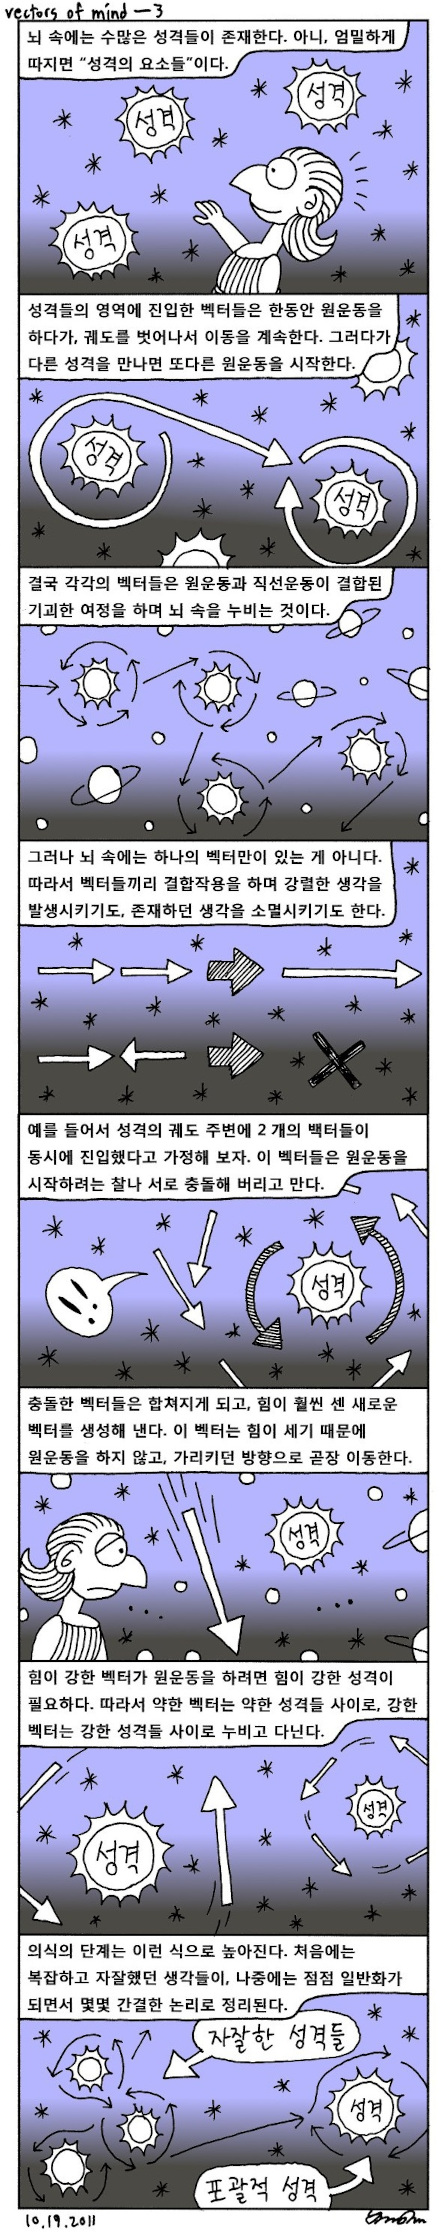 vectors of mind — 3
뇌 속에는 수많은 성격들이 존재한다. 아니, 엄밀하게
따지면 “성격의 요소들”이다.
성격
성격
성격
성격들의 영역에 진입한 벡터들은 한동안 원운동을
하다가, 궤도를 벗어나서 이동을 계속한다. 그러다가
다른 성격을 만나면 또다른 원운동을 시작한다.
성격
성격
결국 각각의 벡터들은 원운동과 직선운동이 결합된
기괴한 여정을 하며 뇌 속을 누비는 것이다.
그러나 뇌 속에는 하나의 벡터만이 있는 게 아니다.
따라서 벡터들끼리 결합작용을 하며 강렬한 생각을
발생시키기도, 존재하던 생각을 소멸시키기도 한다.
예를 들어서 성격의 궤도 주변에 2개의 백터들이
동시에 진입했다고 가정해 보자. 이 벡터들은 원운동을
시작하려는 찰나 서로 충돌해 버리고 만다.
!!
성격
충돌한 벡터들은 합쳐지게 되고, 힘이 훨씬 센 새로운
벡터를 생성해 낸다. 이 벡터는 힘이 세기 때문에
원운동을 하지 않고, 가리키던 방향으로 곧장 이동한다.
성격
... ...
힘이 강한 벡터가 원운동을 하려면 힘이 강한 성격이
필요하다. 따라서 약한 벡터는 약한 성격들 사이로, 강한
벡터는 강한 성격들 사이로 누비고 다닌다.
성격
성격
의식의 단계는 이런 식으로 높아진다. 처음에는
복잡하고 자잘했던 생각들이, 나중에는 점점 일반화가
되면서 몇몇 간결한 논리로 정리된다.
자잘한 성격들
성격
포괄적 성격
10.19.2011